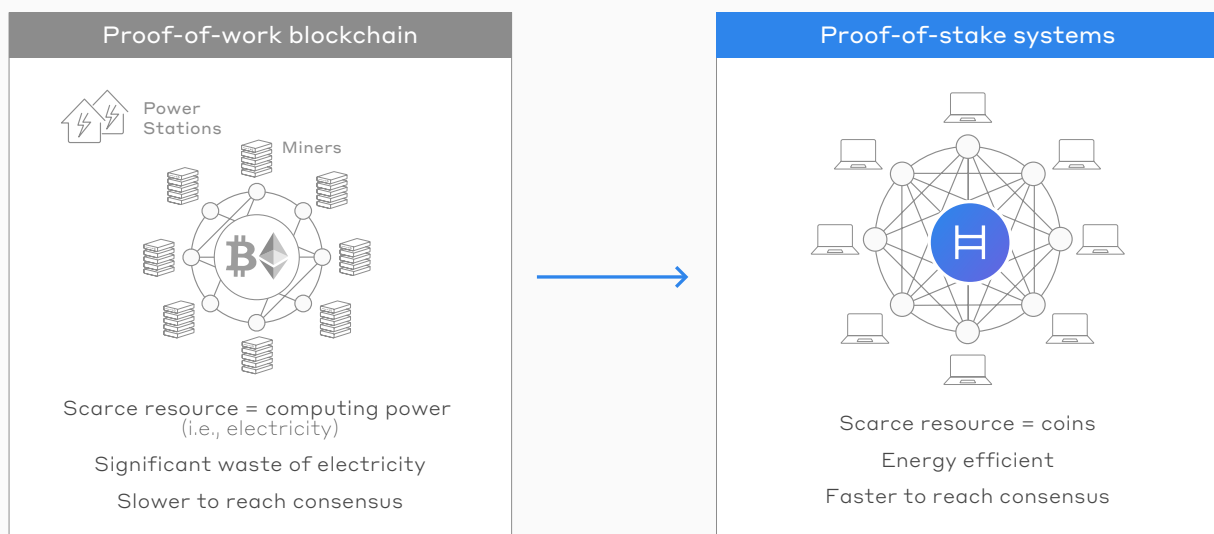 Proof-of-work blockchain
Power
Stations
Miners
Scarce resource = computing power
(i.e., electricity)
Significant waste of electricity
Slower to reach consensus
Proof-of-stake systems
Scarce resource = coins
Energy efficient
Faster to reach consensus